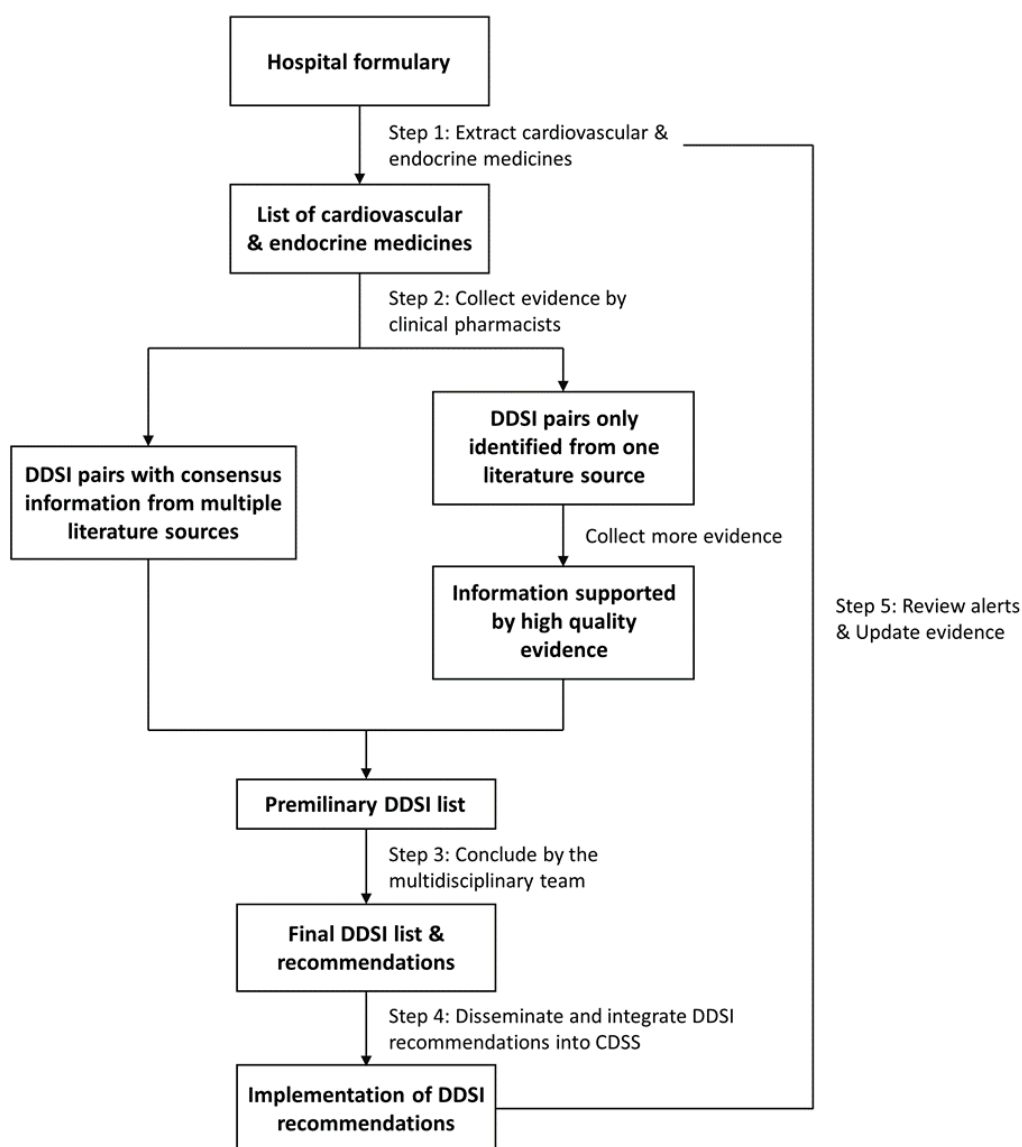 Hospital formulary
Step 1: Extract cardiovascular &
endocrine medicines
List of cardiovascular
& endocrine medicines
Step 2: Collect evidence by
clinical pharmacists
DDSI pairs with consensus
information from multiple
literature sources
DDSI pairs only
identified from one
literature source
Collect more evidence
Information supported
by high quality
evidence
Step 5: Review alerts
& Update evidence
Premilinary DDSI list
Step 3: Conclude by the
multidisciplinary team
Final DDSI list &
recommendations
Step 4: Disseminate and integrate DDSI
recommendations into CDSS
Implementation of DDSI
recommendations